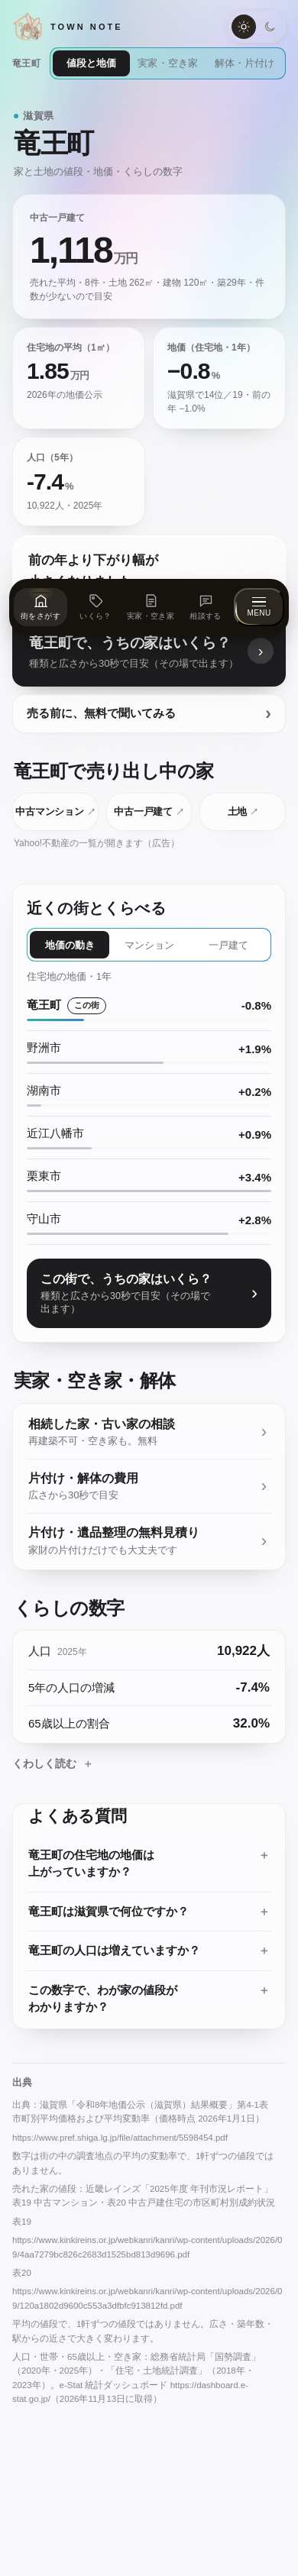 TOWN NOTE
竜王町
値段と地価
実家・空き家
解体・片付け
滋賀県
竜王町
家と土地の値段・地価・くらしの数字
中古一戸建て
1,118万円
売れた平均・8件・土地 262㎡・建物 120㎡・築29年・件
数が少ないので目安
住宅地の平均（1㎡）
1.85万円
2026年の地価公示
地価（住宅地・1年）
−0.8%
滋賀県で14位／19・前の
年 −1.0%
人口（5年）
-7.4%
10,922人・2025年
前の年より下がり幅が
街をさがす
いくら？
実家・空き家
相談する
MENU
竜王町で、うちの家はいくら？
種類と広さから30秒で目安（その場で出ます）
›
売る前に、無料で聞いてみる
›
竜王町で売り出し中の家
中古マンション ↗
中古一戸建て ↗
土地 ↗
Yahoo!不動産の一覧が開きます（広告）
近くの街とくらべる
地価の動き
マンション
一戸建て
住宅地の地価・1年
竜王町 この街 -0.8%
野洲市 +1.9%
湖南市 +0.2%
近江八幡市 +0.9%
栗東市 +3.4%
守山市 +2.8%
この街で、うちの家はいくら？
種類と広さから30秒で目安（その場で
出ます）
›
実家・空き家・解体
相続した家・古い家の相談
再建築不可・空き家も。無料
›
片付け・解体の費用
広さから30秒で目安
›
片付け・遺品整理の無料見積り
家財の片付けだけでも大丈夫です
›
くらしの数字
人口 2025年 10,922人
5年の人口の増減 -7.4%
65歳以上の割合 32.0%
くわしく読む +
よくある質問
竜王町の住宅地の地価は
上がっていますか？
+
竜王町は滋賀県で何位ですか？ +
竜王町の人口は増えていますか？ +
この数字で、わが家の値段が
わかりますか？
+
出典
出典：滋賀県「令和8年地価公示（滋賀県）結果概要」第4-1表
市町別平均価格および平均変動率（価格時点 2026年1月1日）
https://www.pref.shiga.lg.jp/file/attachment/5598454.pdf
数字は街の中の調査地点の平均の変動率で、1軒ずつの値段では
ありません。
売れた家の値段：近畿レインズ「2025年度 年刊市況レポート」
表19 中古マンション・表20 中古戸建住宅の市区町村別成約状況
表19
https://www.kinkireins.or.jp/webkanri/kanri/wp-content/uploads/2026/0
9/4aa7279bc826c2683d1525bd813d9696.pdf
表20
https://www.kinkireins.or.jp/webkanri/kanri/wp-content/uploads/2026/0
9/120a1802d9600c553a3dfbfc913812fd.pdf
平均の値段で、1軒ずつの値段ではありません。広さ・築年数・
駅からの近さで大きく変わります。
人口・世帯・65歳以上・空き家：総務省統計局「国勢調査」
（2020年・2025年）・「住宅・土地統計調査」（2018年・
2023年）。e-Stat 統計ダッシュボード https://dashboard.e-
stat.go.jp/（2026年11月13日に取得）